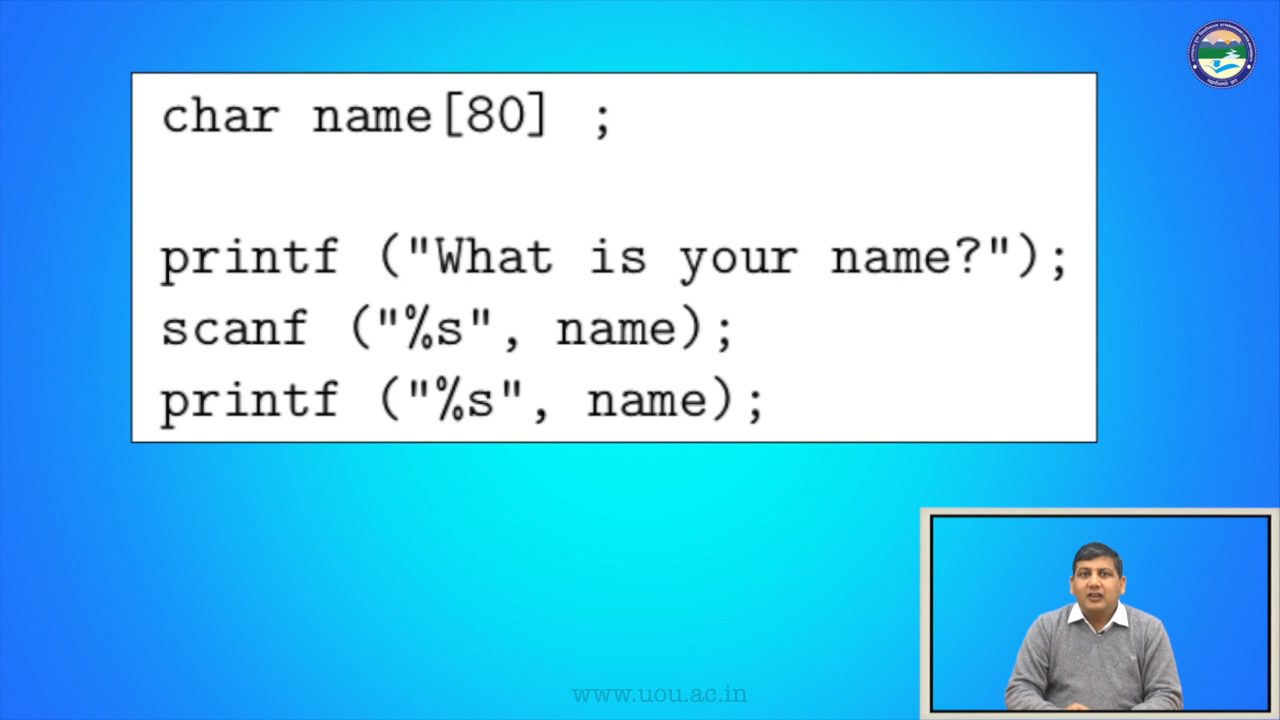 char name[80] ;
printf ("What is your name?");
scanf ("%s", name);
printf ("%s", name);
www.uou.ac.in